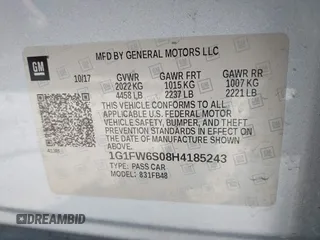 GM
MFD BY GENERAL MOTORS LLC
10/17 GVWR GAWR FRT GAWR RR
2022 KG 1015 KG 1007 KG
4458 LB 2237 LB 2221 LB
THIS VEHICLE CONFORMS TO ALL
APPLICABLE U.S. FEDERAL MOTOR
VEHICLE SAFETY, BUMPER, AND
THEFT PREVENTION STANDARDS
IN EFFECT ON THE DATE OF
MANUFACTURE SHOWN ABOVE.
1G1FW6S08H4185243
TYPE: PASS CAR
MODEL: 831FB48
DREAMBID